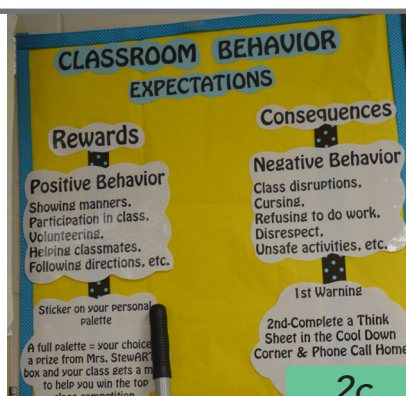 CLASSROOM BEHAVIOR
EXPECTATIONS
Rewards
Positive Behavior
Showing manners.
Participation in class.
Volunteering.
Helping classmates.
Following directions, etc.
Sticker on your personal
palette
A full palette = your choice
a prize from Mrs. StewART
box and your class gets a
to help you win the top
class competition
Consequences
Negative Behavior
Class disruptions.
Cursing.
Refusing to do work.
Disrespect.
Unsafe activities, etc.
1st Warning
2nd-Complete a Think
Sheet in the Cool Down
Corner & Phone Call Home
2c